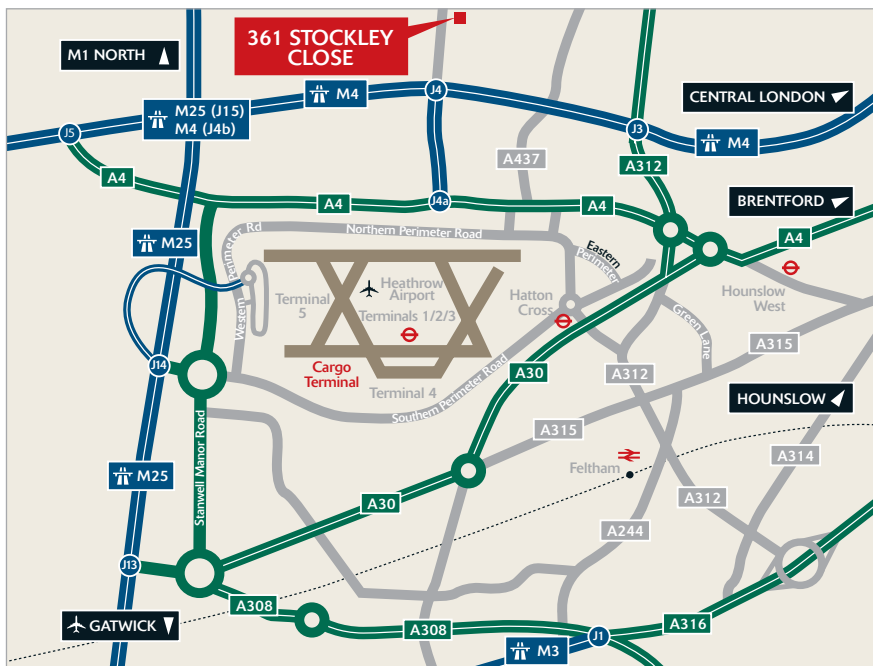 361 STOCKLEY
CLOSE
M1 NORTH
M25 (J15)
M4 (J4b)
M4
J4
CENTRAL LONDON
J5
J3
M4
A437
A312
A4
A4
J4a
A4
BRENTFORD
A4
M25
Perimeter Rd
Western
Northern Perimeter Road
Eastern
Perimeter
Hounslow
West
Heathrow
Airport
Terminal
5
Terminals 1/2/3
Hatton
Cross
Green Lane
A315
J14
Cargo
Terminal
Terminal 4
A30
A312
Southern Perimeter Road
HOUNSLOW
Stanwell Manor Road
A315
A314
Feltham
M25
A30
A312
A244
J13
A308
GATWICK
A308
J1
A316
M3